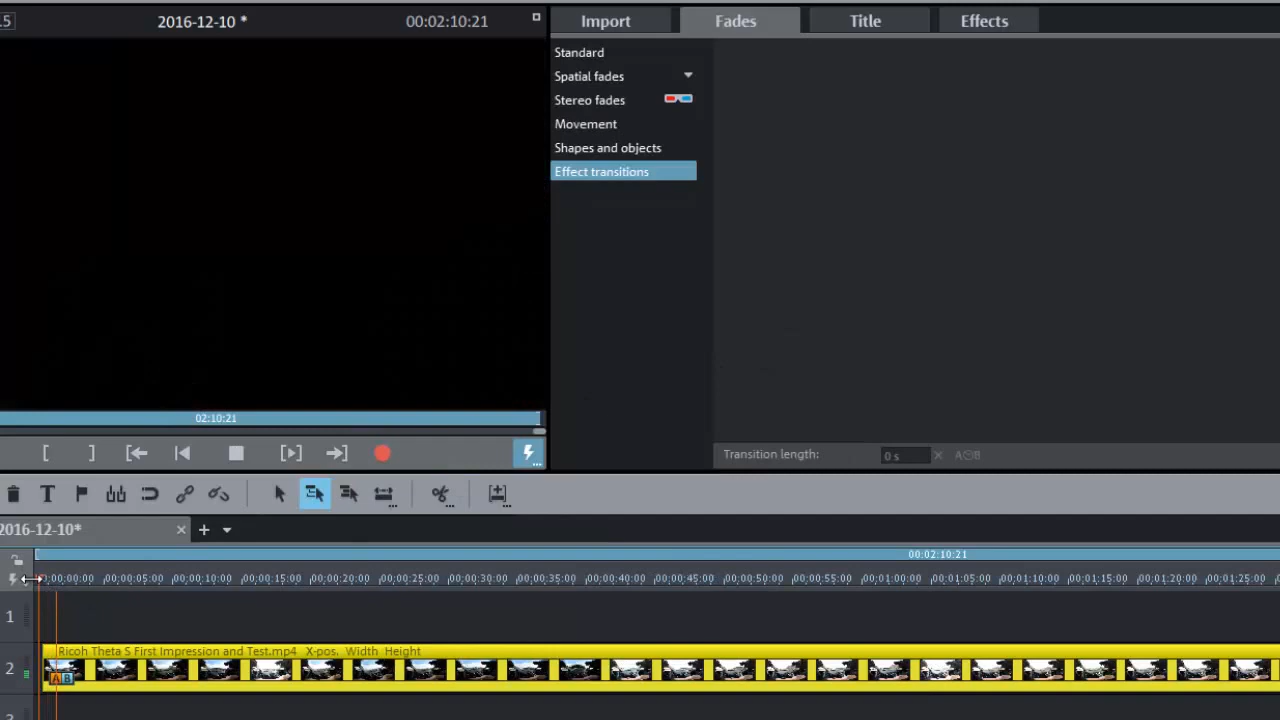 .5 2016-12-10 * 00:02:10:21
Import Fades Title Effects
Standard
Spatial fades
Stereo fades
Movement
Shapes and objects
Effect transitions
02:10:21
Transition length: 0 s A B
2016-12-10*
00:02:10:21
00:00:00:00 00:00:05:00 00:00:10:00 00:00:15:00 00:00:20:00 00:00:25:00 00:00:30:00 00:00:35:00 00:00:40:00 00:00:45:00 00:00:50:00 00:00:55:00 00:01:00:00 00:01:05:00 00:01:10:00 00:01:15:00 00:01:20:00 00:01:25:00
1
Ricoh Theta S First Impression and Test.mp4 X-pos. Width Height
2
AB
3